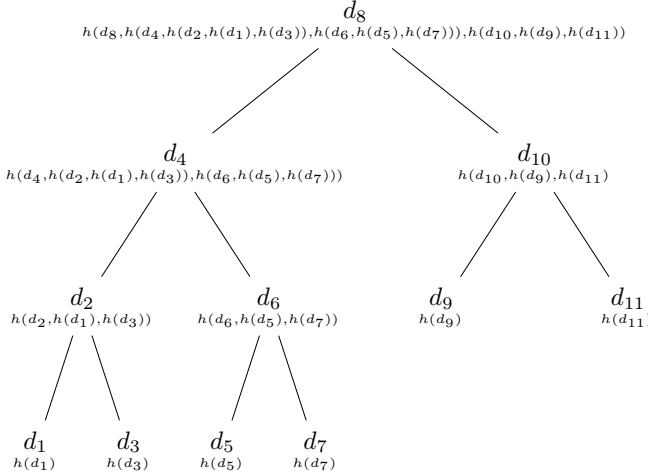 d₈
h(d₈,h(d₄,h(d₂,h(d₁),h(d₃)),h(d₆,h(d₅),h(d₇))),h(d₁₀,h(d₉),h(d₁₁))
d₄ d₁₀
h(d₄,h(d₂,h(d₁),h(d₃)),h(d₆,h(d₅),h(d₇))) h(d₁₀,h(d₉),h(d₁₁)
d₂ d₆ d₉ d₁₁
h(d₂,h(d₁),h(d₃)) h(d₆,h(d₅),h(d₇)) h(d₉) h(d₁₁)
d₁ d₃ d₅ d₇
h(d₁) h(d₃) h(d₅) h(d₇)